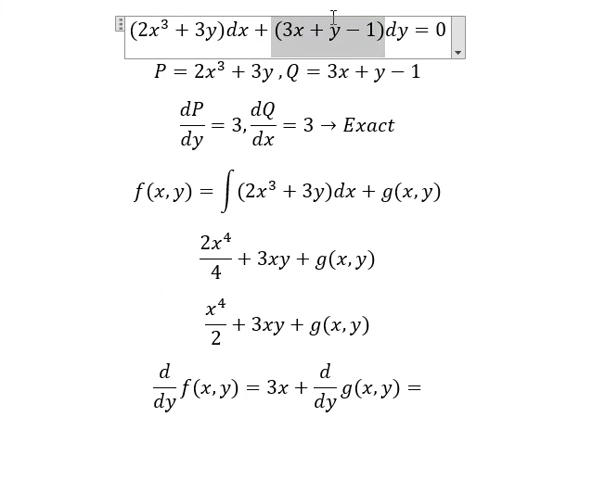 (2x³ + 3y)dx + (3x + y − 1)dy = 0
P = 2x³ + 3y , Q = 3x + y − 1
dP/dy = 3, dQ/dx = 3 → Exact
f(x, y) = ∫(2x³ + 3y)dx + g(x, y)
2x⁴/4 + 3xy + g(x, y)
x⁴/2 + 3xy + g(x, y)
d/dy f(x, y) = 3x + d/dy g(x, y) =